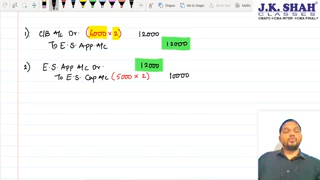 J.K. SHAH
CLASSES
1) C|B A/c Dr. (6000 x 2) 12000
To E.S. App A/c 12000
2) E.S. App A/c Dr. 12000
To E.S. Cap A/c (5000 x 2) 10000